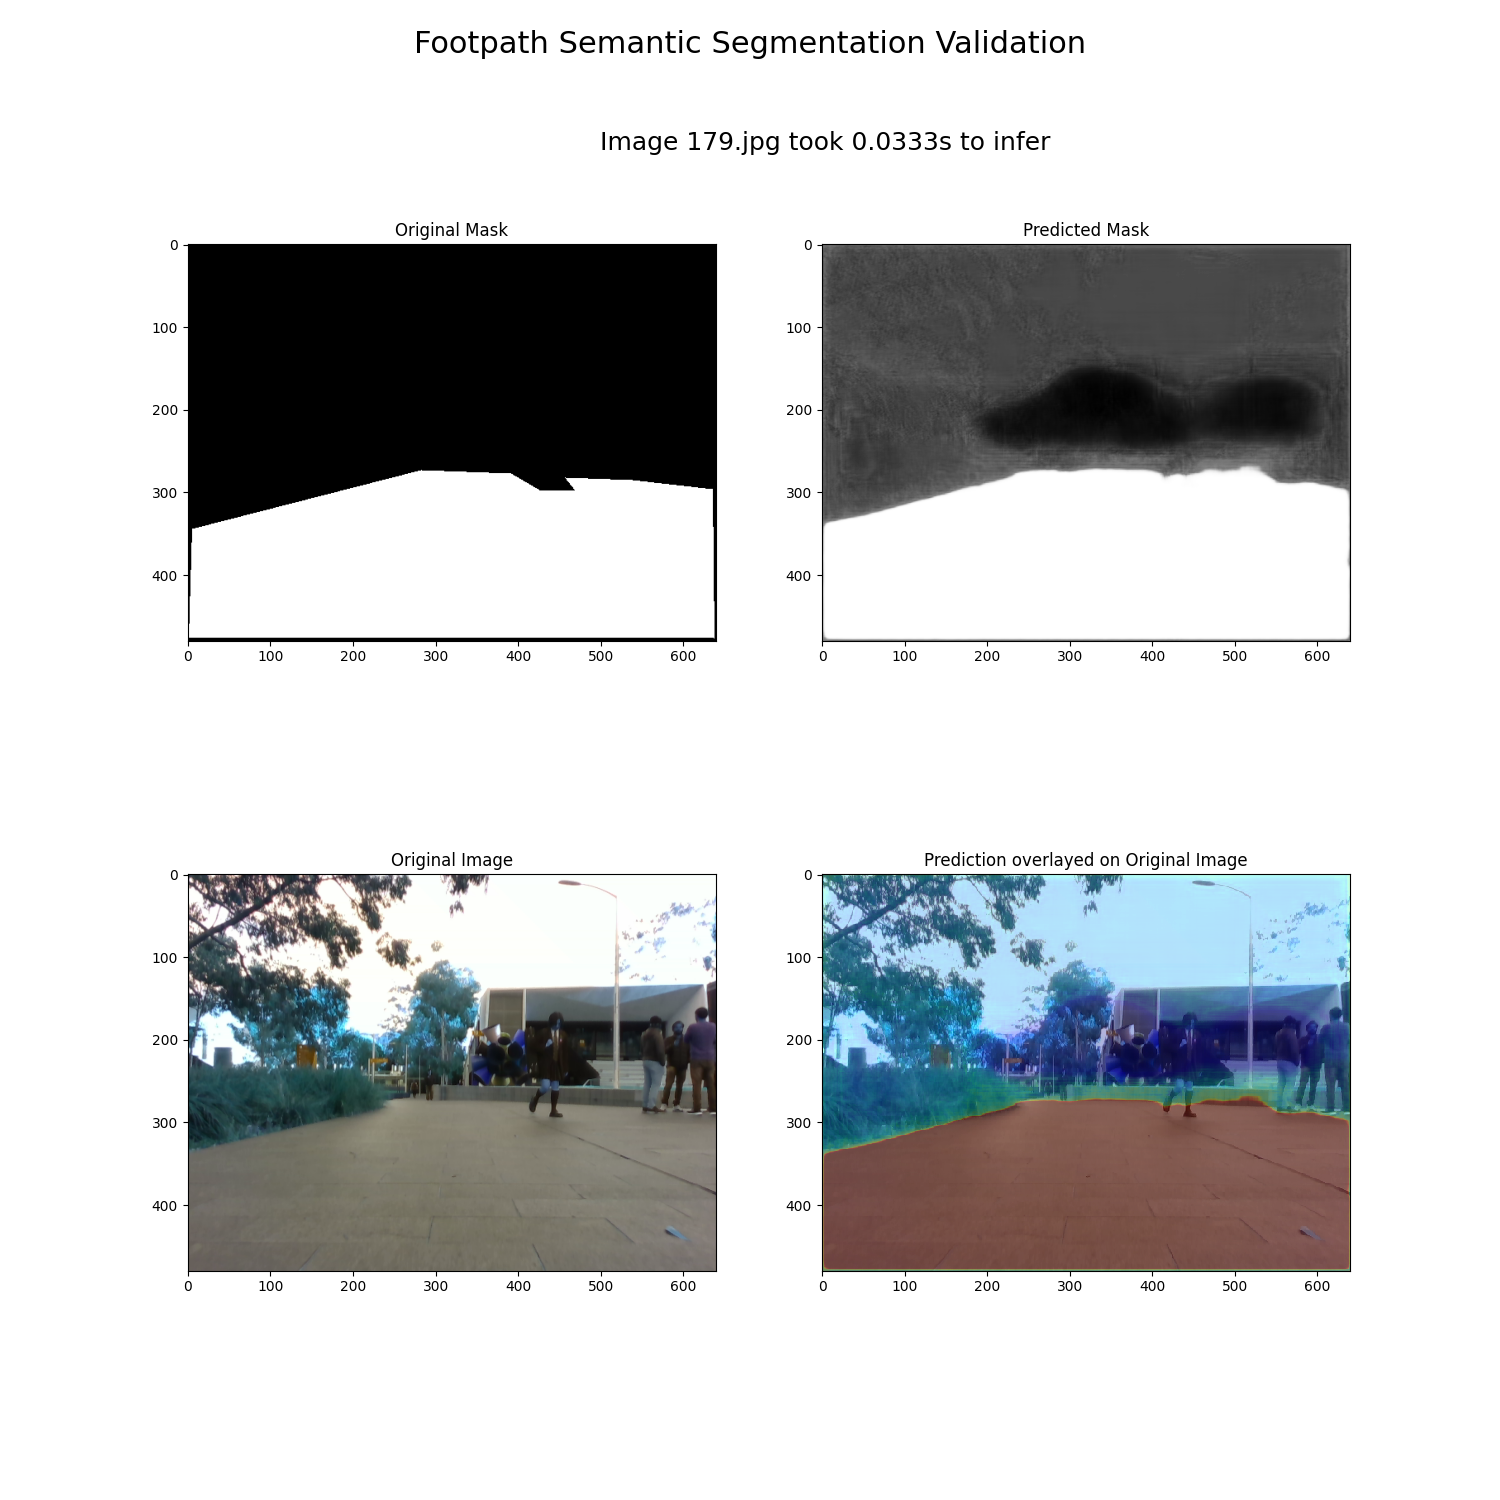 Footpath Semantic Segmentation Validation
Image 179.jpg took 0.0333s to infer
Original Mask
0
100
200
300
400
0 100 200 300 400 500 600
Predicted Mask
0
100
200
300
400
0 100 200 300 400 500 600
Original Image
0
100
200
300
400
0 100 200 300 400 500 600
Prediction overlayed on Original Image
0
100
200
300
400
0 100 200 300 400 500 600